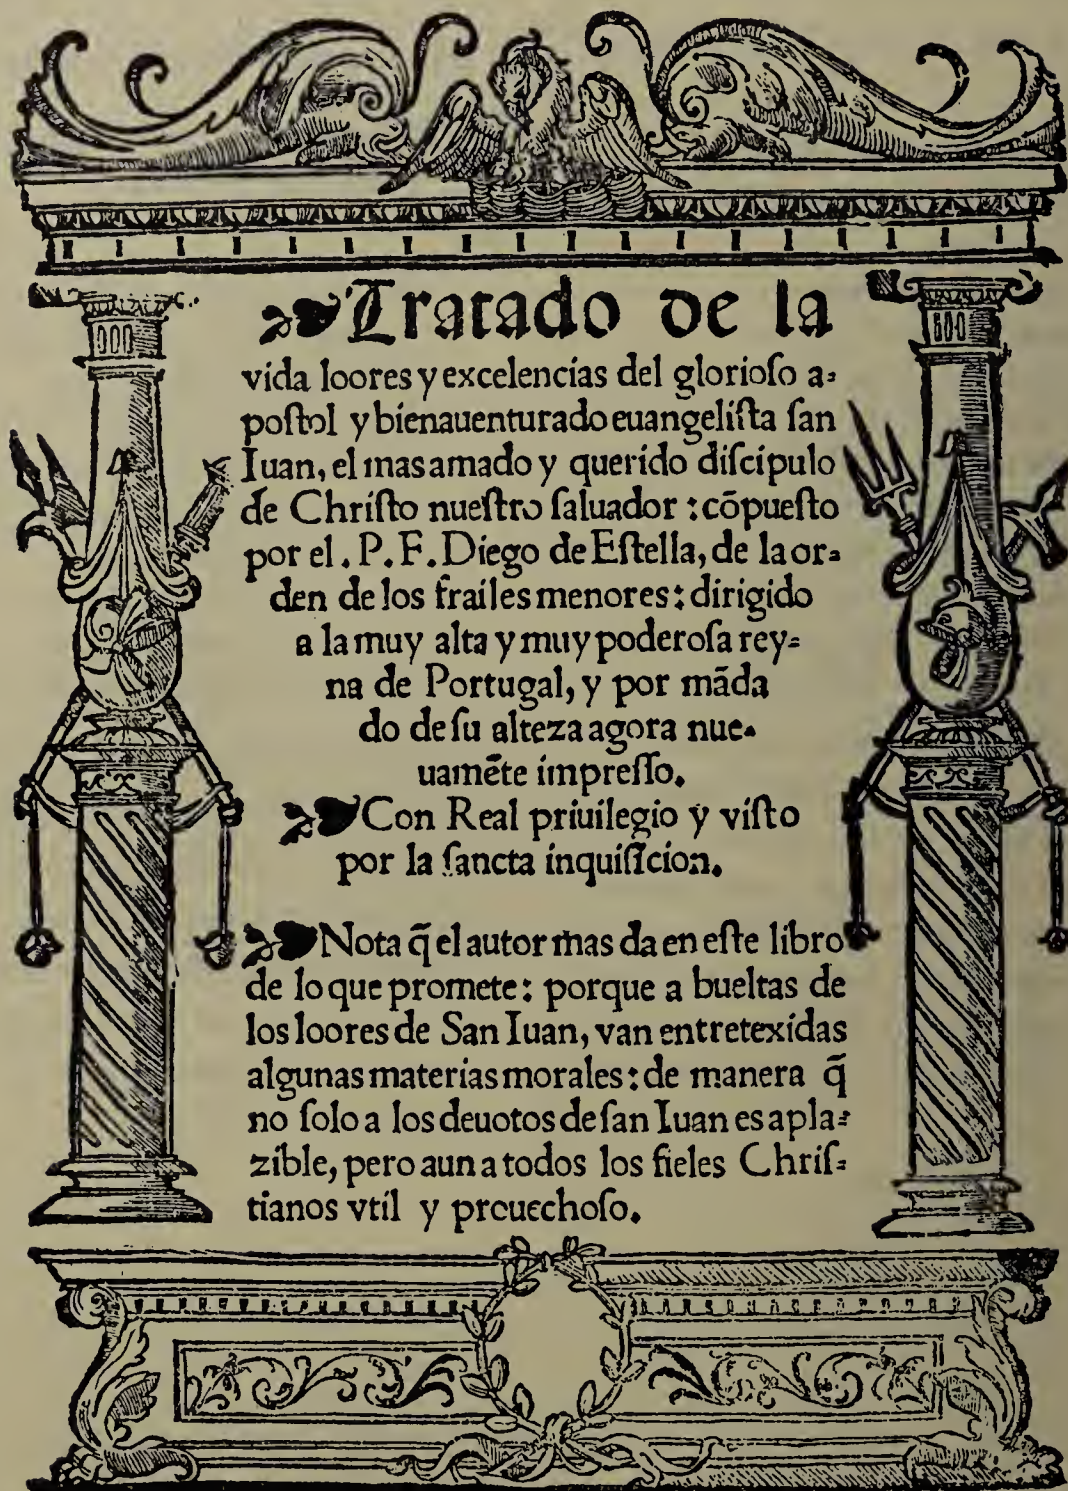 ❧Tratado de la
vida loores y excelencias del glorioſo a⸗
poſtol y bienauenturado euangeliſta ſan
Iuan, el mas amado y querido diſcipulo
de Chriſto nueſtro ſaluador : cõpueſto
por el . P. F. Diego de Eſtella, de la or⸗
den de los frailes menores : dirigido
a la muy alta y muy poderoſa rey⸗
na de Portugal, y por mãda
do de ſu alteza agora nue⸗
uamẽte impreſſo.
❧Con Real priuilegio y viſto
por la ſancta inquiſicion.
❧Nota q̃ el autor mas da en eſte libro
de lo que promete : porque a bueltas de
los loores de San Iuan, van entretexidas
algunas materias morales : de manera q̃
no ſolo a los deuotos de ſan Iuan es apla⸗
zible, pero aun a todos los fieles Chriſ⸗
tianos vtil y prouechoſo.